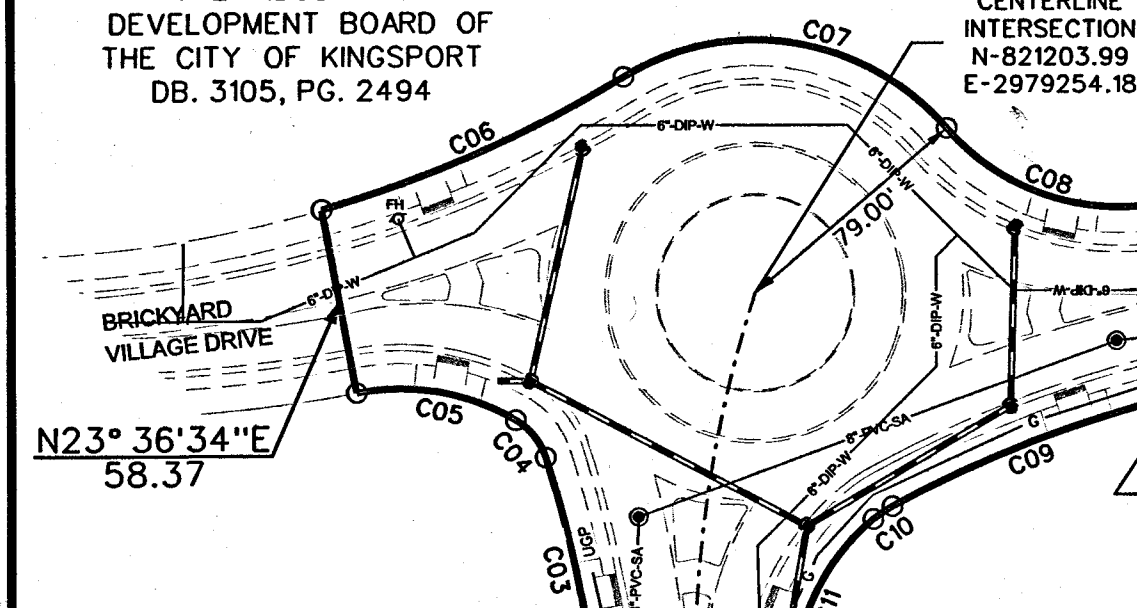 DEVELOPMENT BOARD OF
THE CITY OF KINGSPORT
DB. 3105, PG. 2494
CENTERLINE
INTERSECTION
N-821203.99
E-2979254.18
C07
C06
6"-DIP-W
6"-DIP-W
C08
FH
79.00'
6"-DIP-W
6"-DIP-W
6"-DIP-W
BRICKYARD
VILLAGE DRIVE
C05
N23° 36'34"E
58.37
C04
8"-PVC-SA
G
C09
6"-DIP-W
C10
UGP
C03
"-PVC-SA
G
C11